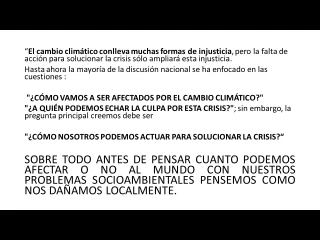 "El cambio climático conlleva muchas formas de injusticia, pero la falta de
acción para solucionar la crisis sólo ampliará esta injusticia.
Hasta ahora la mayoría de la discusión nacional se ha enfocado en las
cuestiones :
"¿CÓMO VAMOS A SER AFECTADOS POR EL CAMBIO CLIMÁTICO?"
"¿A QUIÉN PODEMOS ECHAR LA CULPA POR ESTA CRISIS?"; sin embargo, la
pregunta principal creemos debe ser
"¿CÓMO NOSOTROS PODEMOS ACTUAR PARA SOLUCIONAR LA CRISIS?"
SOBRE TODO ANTES DE PENSAR CUANTO PODEMOS
AFECTAR O NO AL MUNDO CON NUESTROS
PROBLEMAS SOCIOAMBIENTALES PENSEMOS COMO
NOS DAÑAMOS LOCALMENTE.